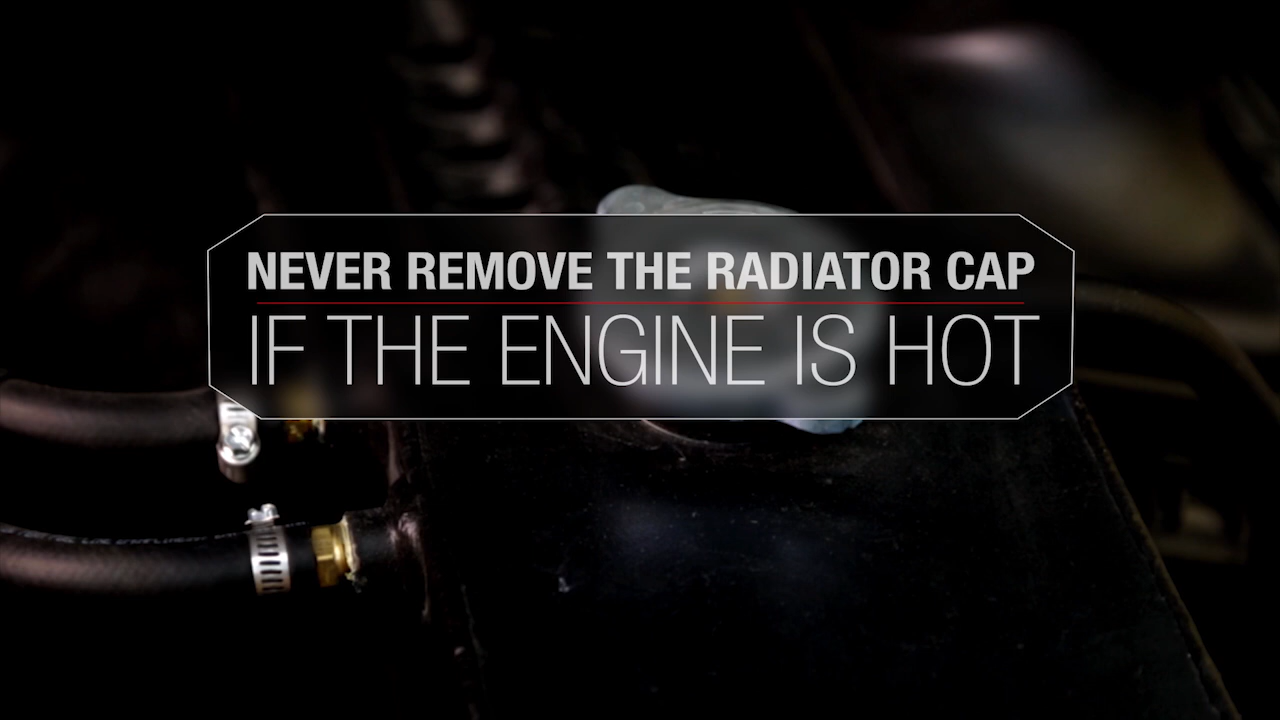 NEVER REMOVE THE RADIATOR CAP
IF THE ENGINE IS HOT